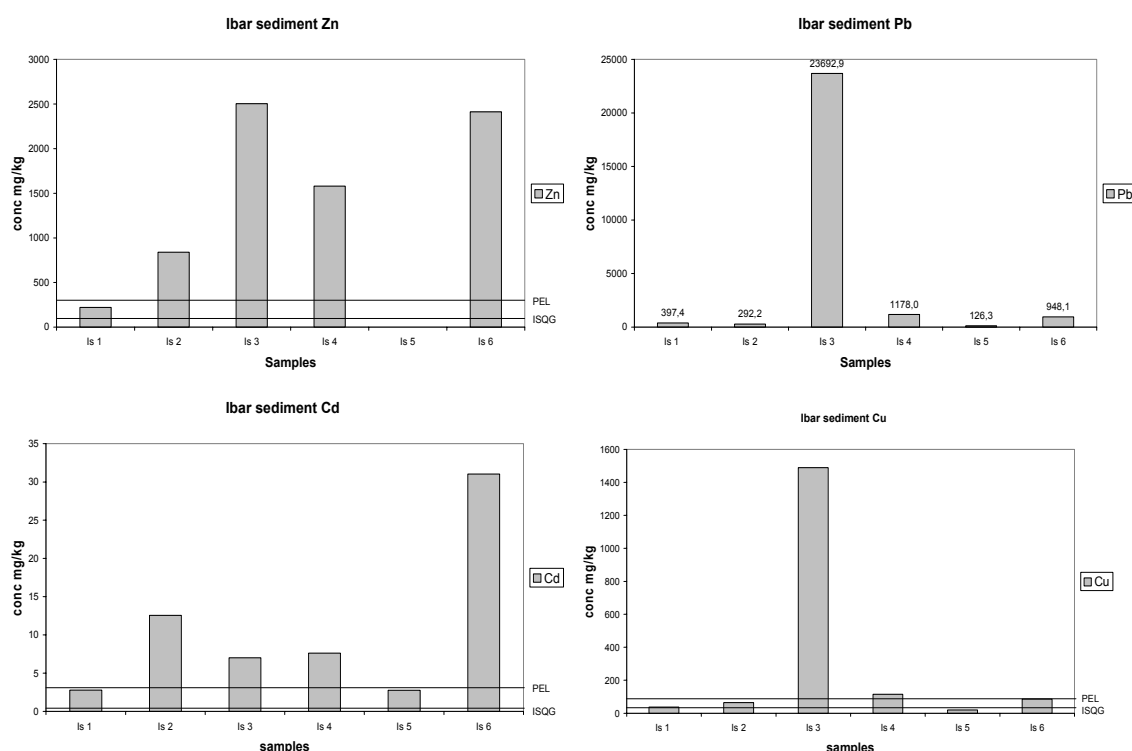 Ibar sediment Zn
3000
2500
2000
1500
1000
500
0
conc mg/kg
Is 1 Is 2 Is 3 Is 4 Is 5 Is 6
Samples
PEL
ISQG
Zn
Ibar sediment Pb
25000
20000
15000
10000
5000
0
conc mg/kg
397,4
292,2
23692,9
1178,0
126,3
948,1
Is 1 Is 2 Is 3 Is 4 Is 5 Is 6
Samples
Pb
Ibar sediment Cd
35
30
25
20
15
10
5
0
conc mg/kg
Is 1 Is 2 Is 3 Is 4 Is 5 Is 6
samples
PEL
ISQG
Cd
Ibar sediment Cu
1600
1400
1200
1000
800
600
400
200
0
conc mg/kg
Is 1 Is 2 Is 3 Is 4 Is 5 Is 6
samples
PEL
ISQG
Cu